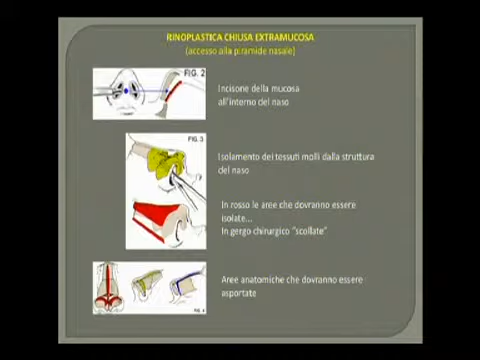 RINOPLASTICA CHIUSA EXTRAMUCOSA
(accesso alla piramide nasale)
FIG. 2
Incisone della mucosa
all'interno del naso
FIG. 3
Isolamento dei tessuti molli dalla struttura
del naso
In rosso le aree che dovranno essere
isolate...
In gergo chirurgico "scollate"
Aree anatomiche che dovranno essere
asportate